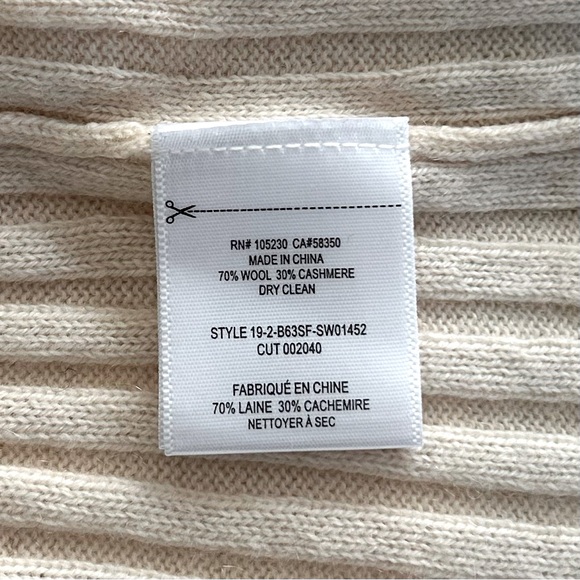 RN# 105230 CA#58350
MADE IN CHINA
70% WOOL 30% CASHMERE
DRY CLEAN
STYLE 19-2-B63SF-SW01452
CUT 002040
FABRIQUÉ EN CHINE
70% LAINE 30% CACHEMIRE
NETTOYER À SEC